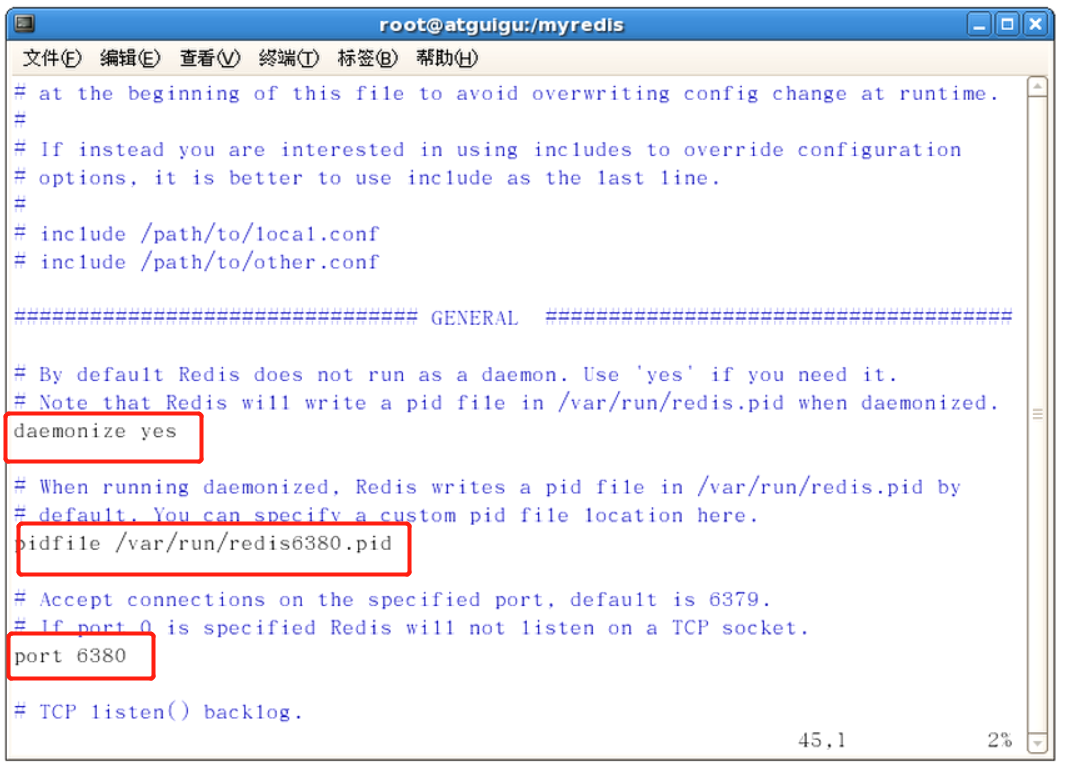 root@atguigu:/myredis
文件(F) 编辑(E) 查看(V) 终端(T) 标签(B) 帮助(H)
# at the beginning of this file to avoid overwriting config change at runtime.
#
# If instead you are interested in using includes to override configuration
# options, it is better to use include as the last line.
#
# include /path/to/local.conf
# include /path/to/other.conf
################################ GENERAL #####################################
# By default Redis does not run as a daemon. Use 'yes' if you need it.
# Note that Redis will write a pid file in /var/run/redis.pid when daemonized.
daemonize yes
# When running daemonized, Redis writes a pid file in /var/run/redis.pid by
# default. You can specify a custom pid file location here.
pidfile /var/run/redis6380.pid
# Accept connections on the specified port, default is 6379.
# If port 0 is specified Redis will not listen on a TCP socket.
port 6380
# TCP listen() backlog.
45,1 2%